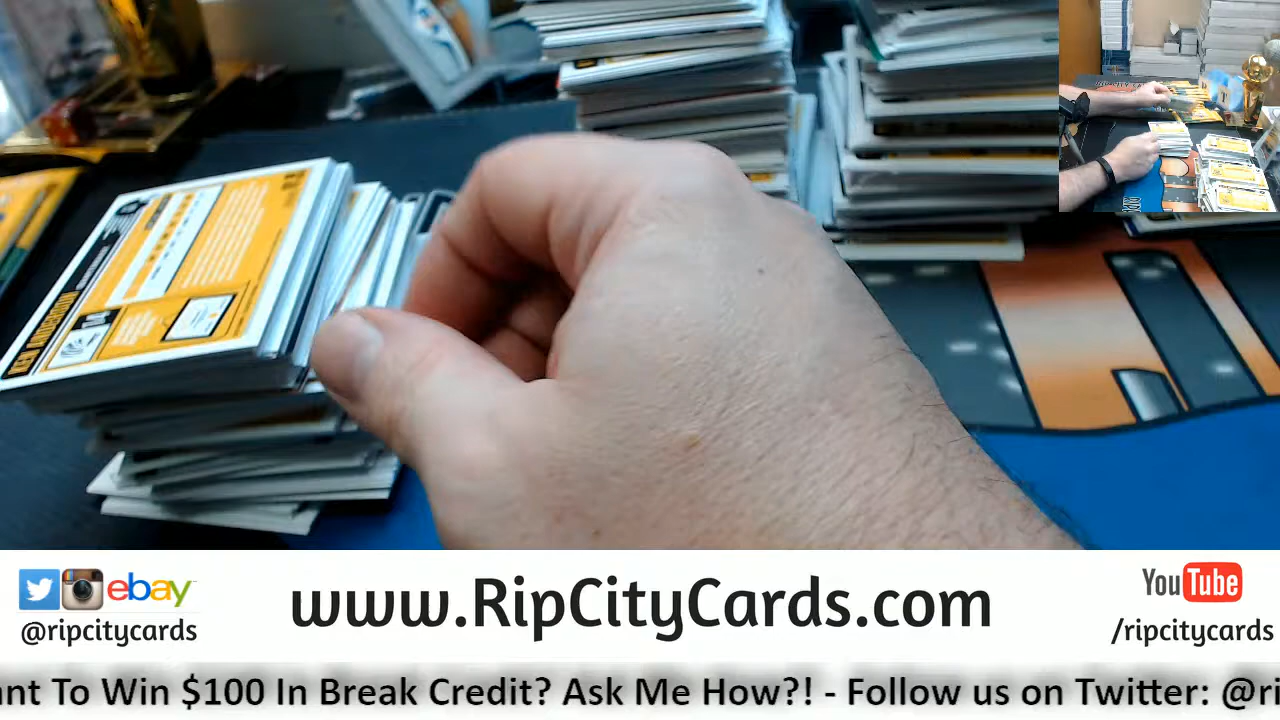 ebay
@ripcitycards
www.RipCityCards.com
YouTube
/ripcitycards
nt To Win $100 In Break Credit? Ask Me How?! - Follow us on Twitter: @ri